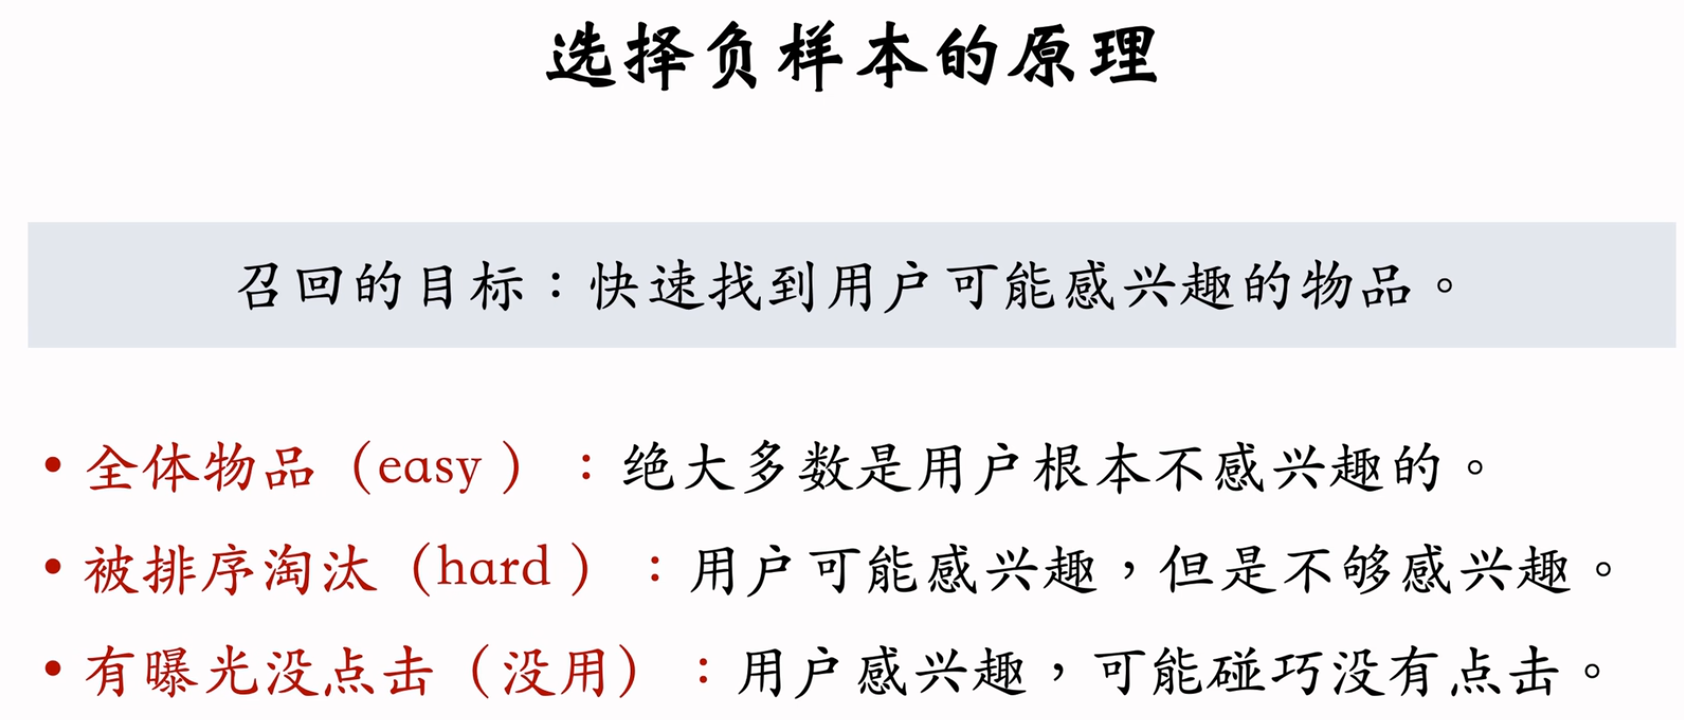 选择负样本的原理
召回的目标：快速找到用户可能感兴趣的物品。
• 全体物品（easy）：绝大多数是用户根本不感兴趣的。
• 被排序淘汰（hard）：用户可能感兴趣，但是不够感兴趣。
• 有曝光没点击（没用）：用户感兴趣，可能碰巧没有点击。